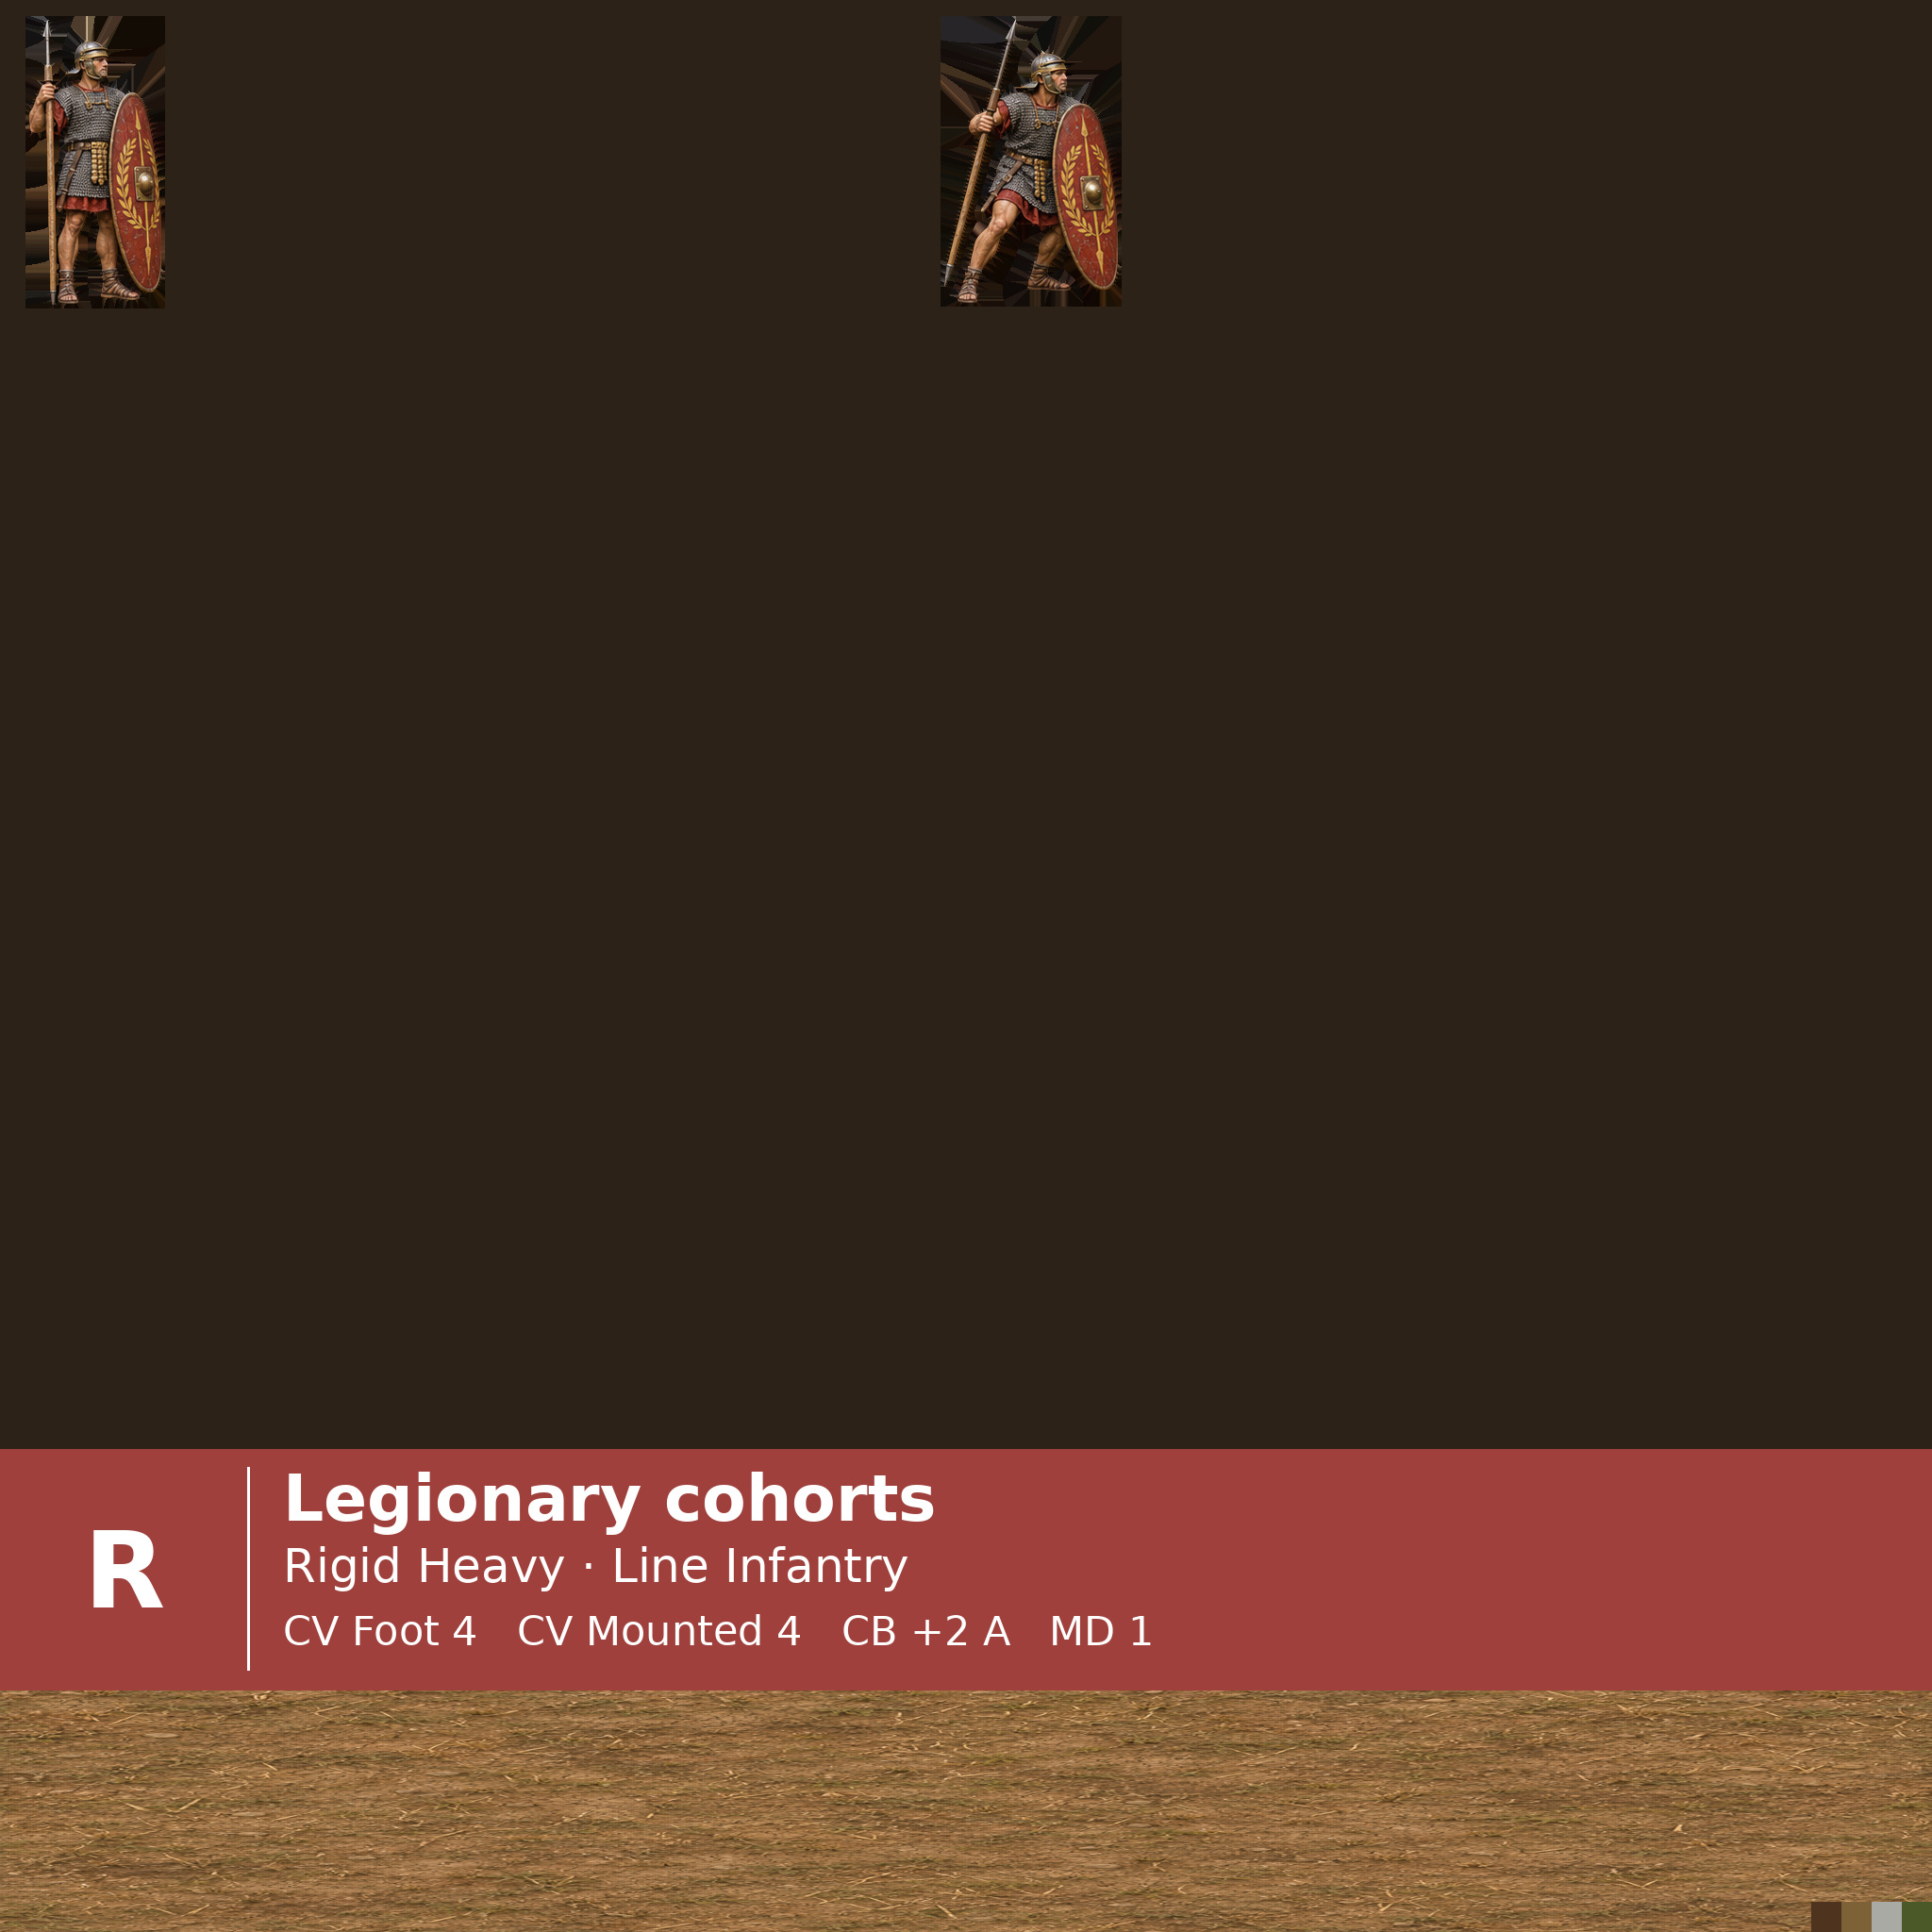 R
Legionary cohorts
Rigid Heavy · Line Infantry
CV Foot 4 CV Mounted 4 CB +2 A MD 1